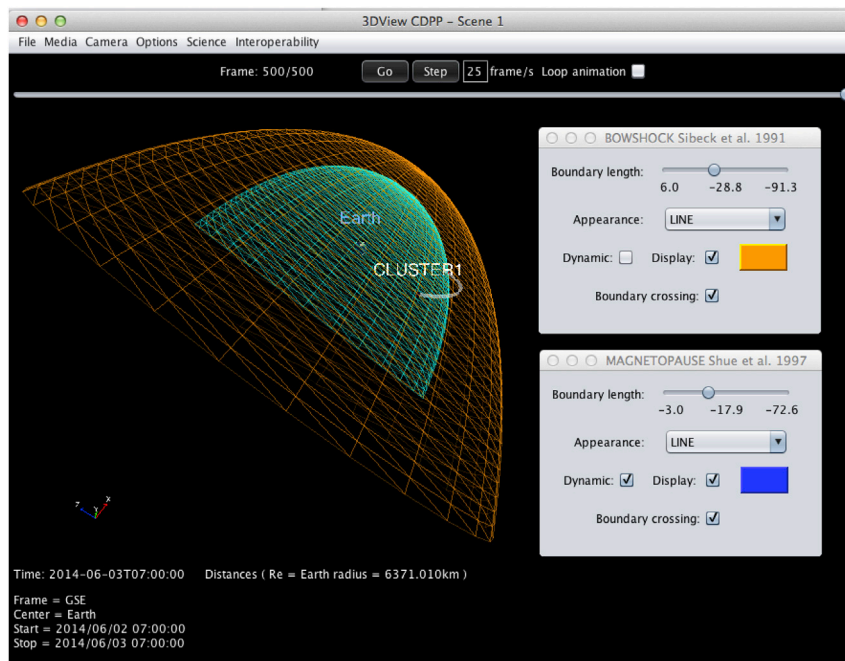 3DView CDPP – Scene 1
File Media Camera Options Science Interoperability
Frame: 500/500 Go Step 25 frame/s Loop animation
BOWSHOCK Sibeck et al. 1991
Boundary length:
6.0 −28.8 −91.3
Appearance: LINE
Dynamic: Display:
Boundary crossing:
Earth
CLUSTER1
MAGNETOPAUSE Shue et al. 1997
Boundary length:
−3.0 −17.9 −72.6
Appearance: LINE
Dynamic: Display:
Boundary crossing:
Z Y X
Time: 2014−06−03T07:00:00 Distances ( Re = Earth radius = 6371.010km )
Frame = GSE
Center = Earth
Start = 2014/06/02 07:00:00
Stop = 2014/06/03 07:00:00